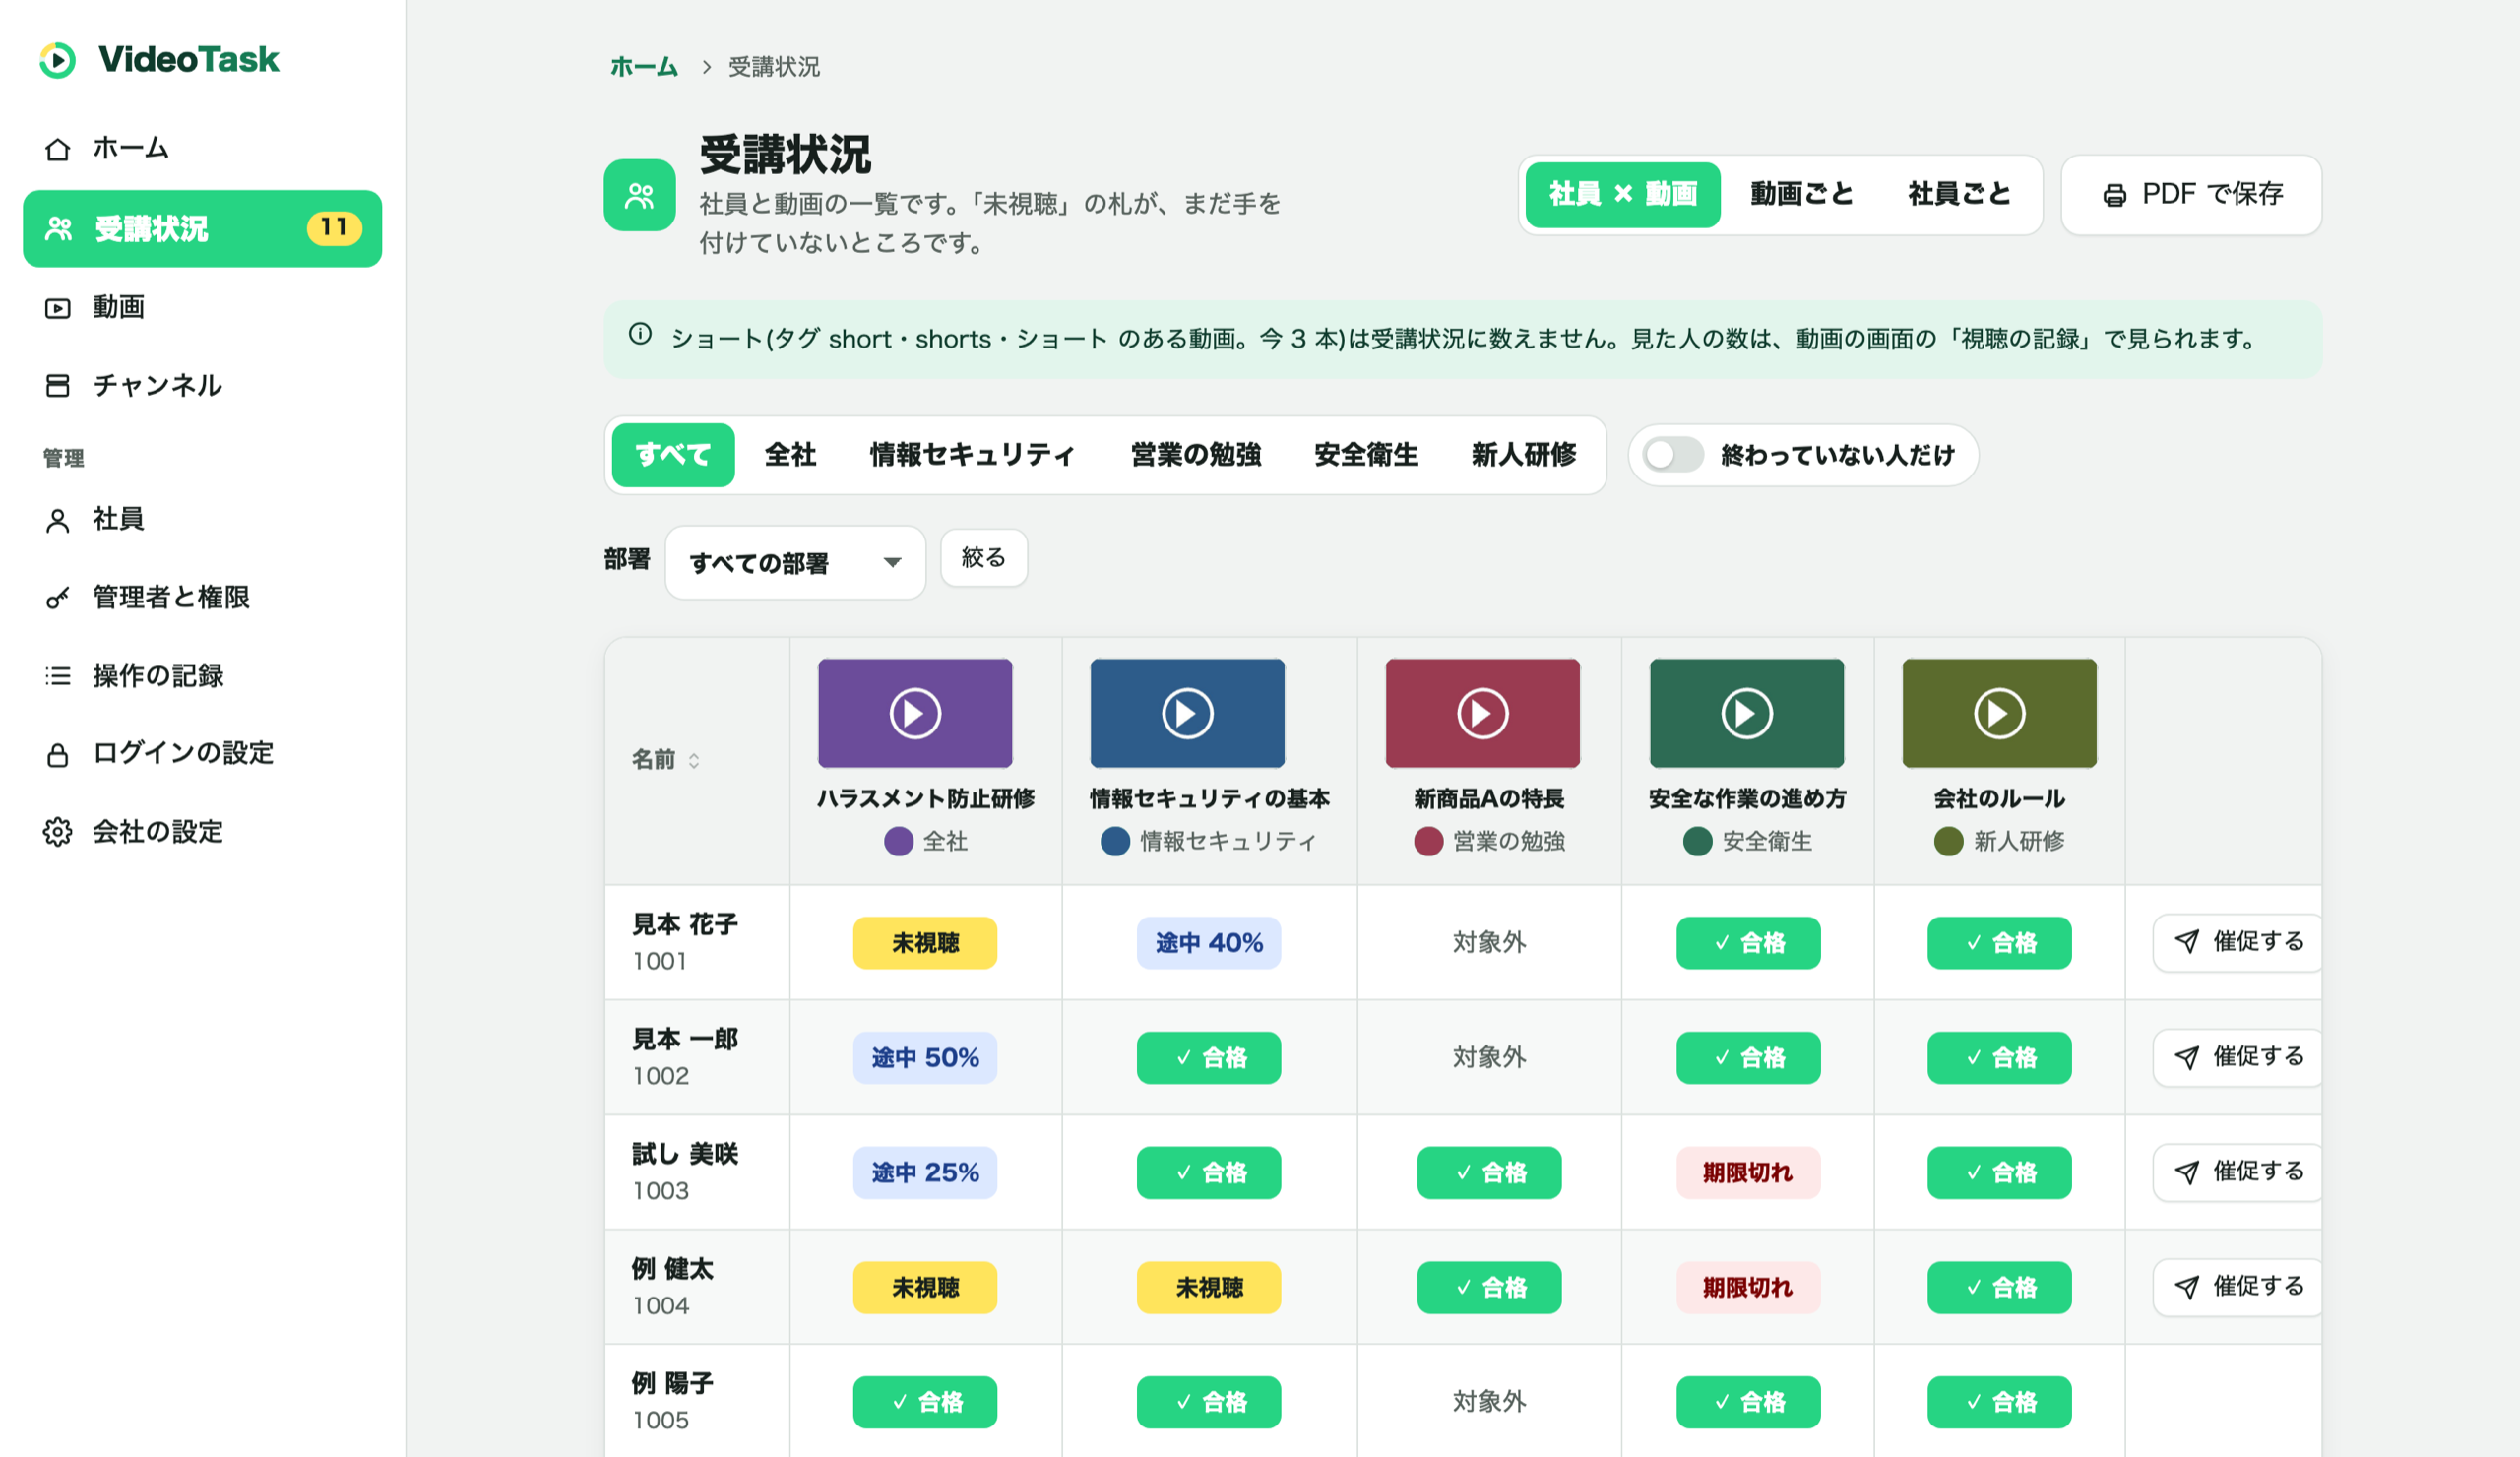 VideoTask
ホーム
受講状況 11
動画
チャンネル
管理
社員
管理者と権限
操作の記録
ログインの設定
会社の設定
ホーム > 受講状況
受講状況
社員と動画の一覧です。「未視聴」の札が、まだ手を
付けていないところです。
社員 × 動画 動画ごと 社員ごと PDF で保存
ショート(タグ short・shorts・ショート のある動画。今 3 本)は受講状況に数えません。見た人の数は、動画の画面の「視聴の記録」で見られます。
すべて 全社 情報セキュリティ 営業の勉強 安全衛生 新人研修 終わっていない人だけ
部署 すべての部署 絞る
名前
ハラスメント防止研修 情報セキュリティの基本 新商品Aの特長 安全な作業の進め方 会社のルール
全社 情報セキュリティ 営業の勉強 安全衛生 新人研修
見本 花子
1001
未視聴 途中 40% 対象外 ✓ 合格 ✓ 合格 催促する
見本 一郎
1002
途中 50% ✓ 合格 対象外 ✓ 合格 ✓ 合格 催促する
試し 美咲
1003
途中 25% ✓ 合格 ✓ 合格 期限切れ ✓ 合格 催促する
例 健太
1004
未視聴 未視聴 ✓ 合格 期限切れ ✓ 合格 催促する
例 陽子
1005
✓ 合格 ✓ 合格 対象外 ✓ 合格 ✓ 合格